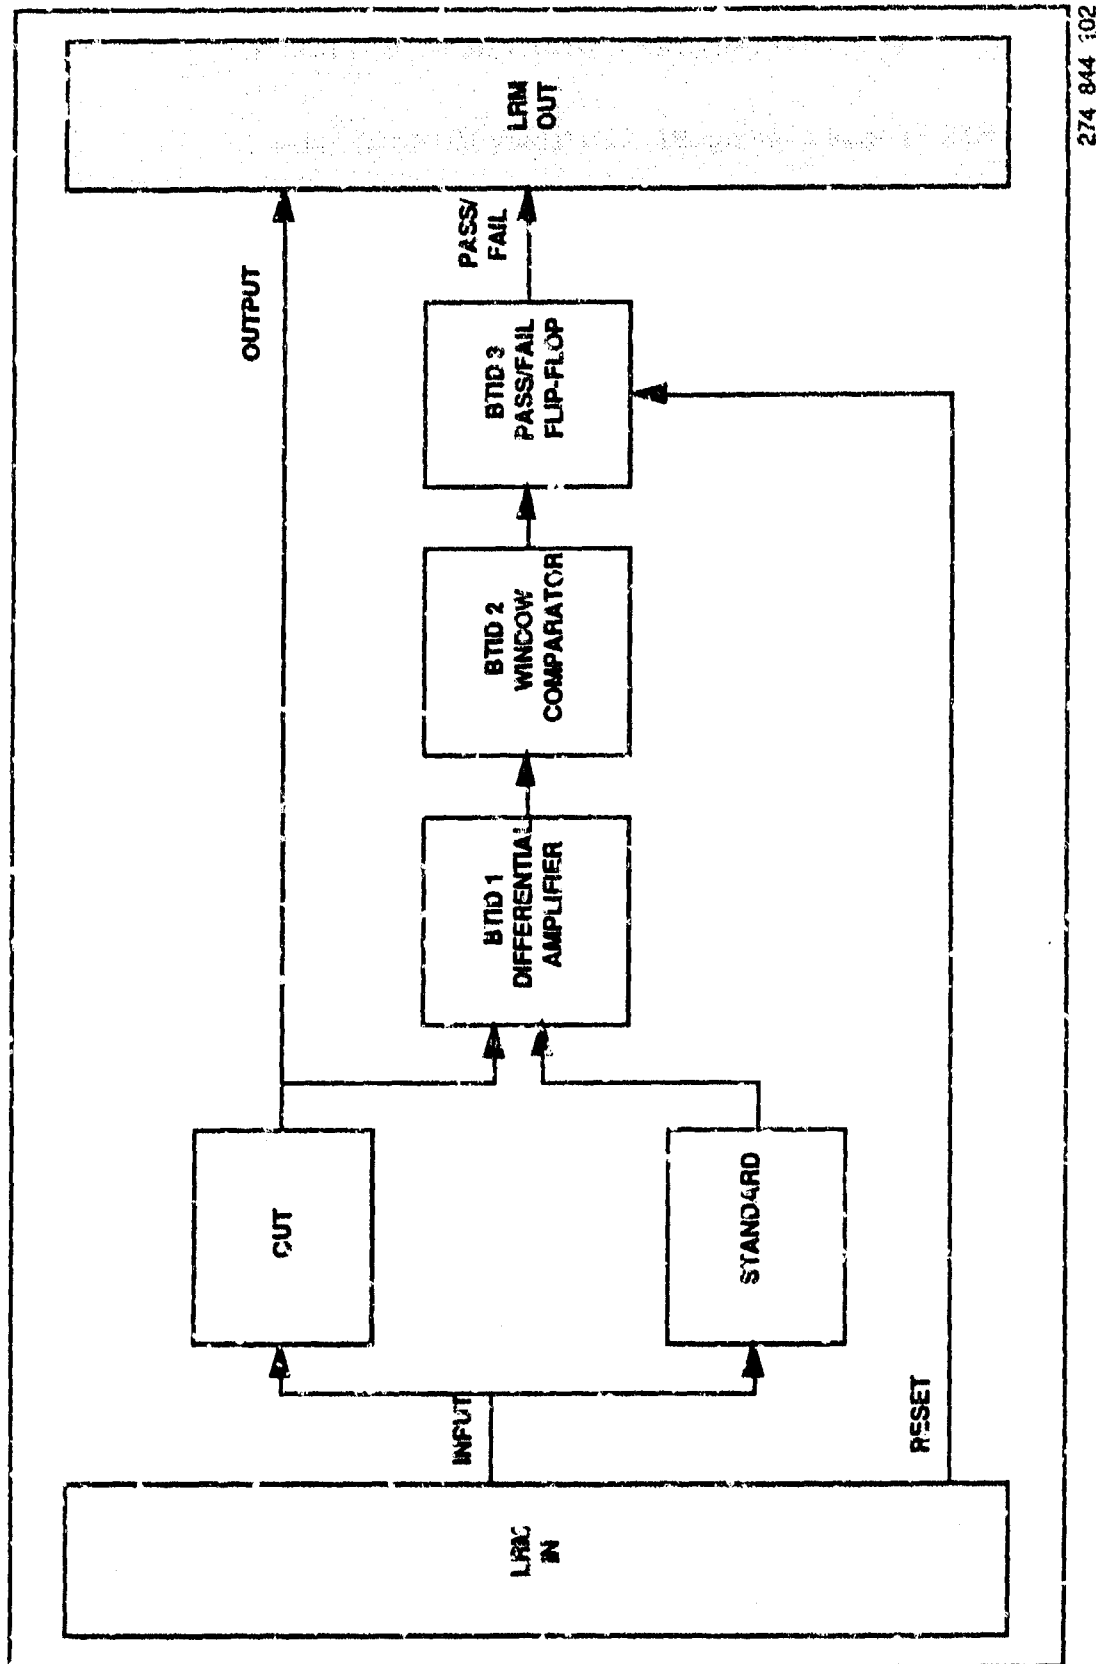 LRM
IN
INPUT
RESET
CUT
STANDARD
BTID 1
DIFFERENTIAL
AMPLIFIER
BTID 2
WINDOW
COMPARATOR
BTID 3
PASS/FAIL
FLIP-FLOP
OUTPUT
PASS/
FAIL
LRM
OUT
274 844 102